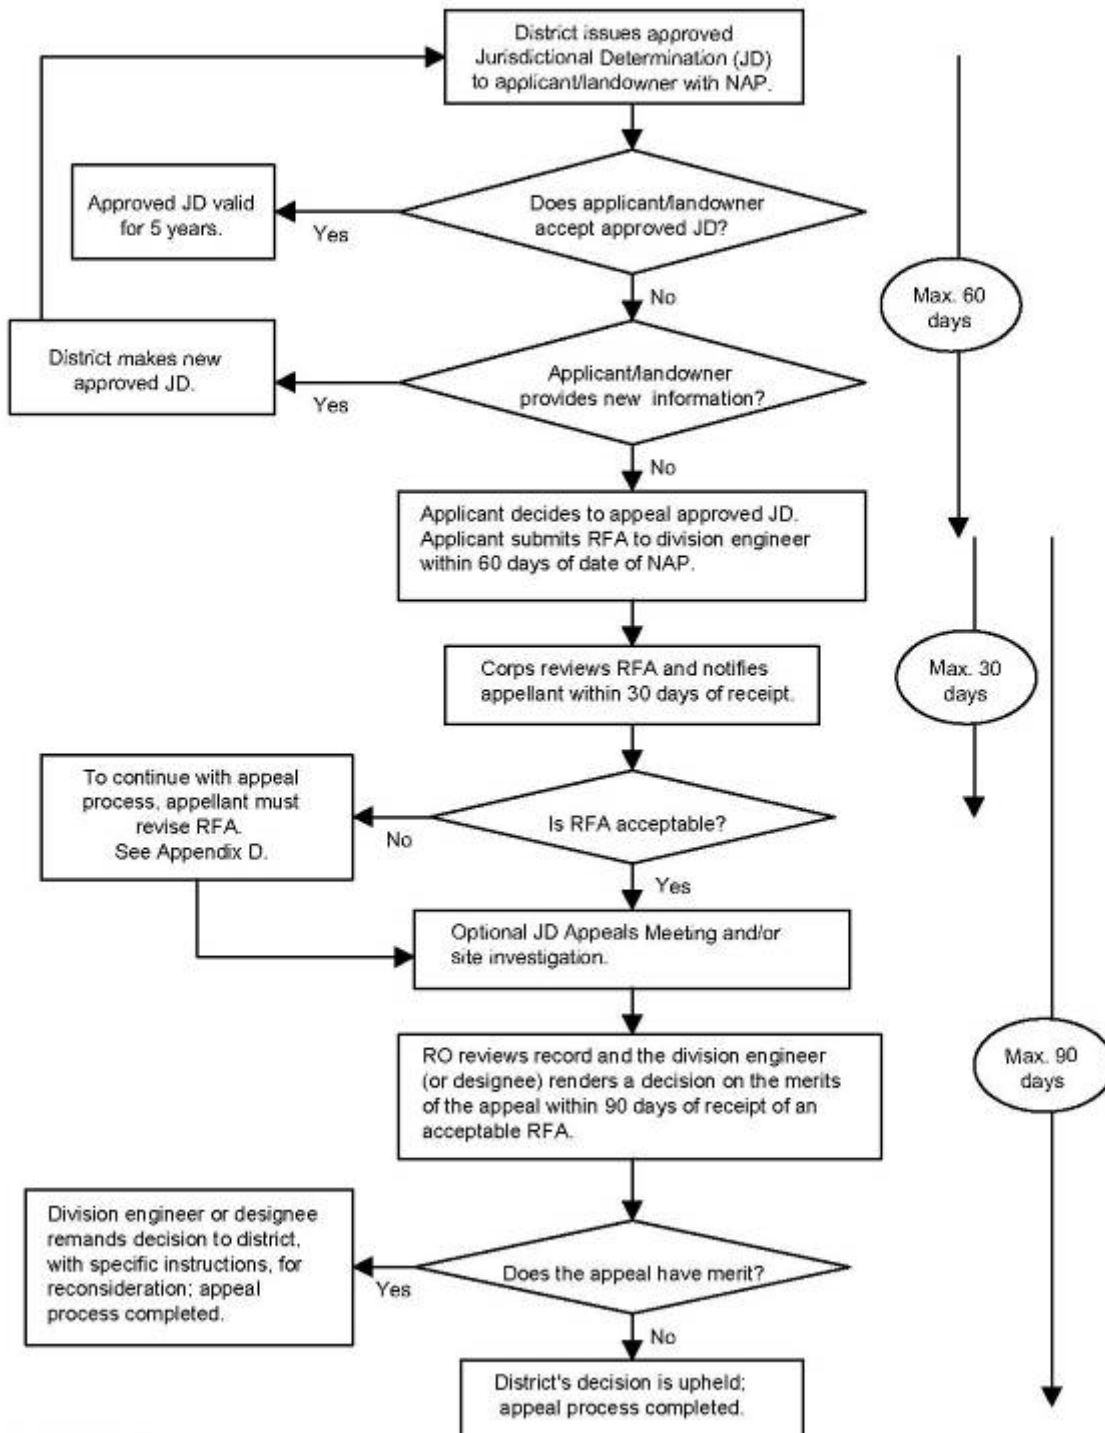 District issues approved
Jurisdictional Determination (JD)
to applicant/landowner with NAP.
Approved JD valid
for 5 years.
Yes
Does applicant/landowner
accept approved JD?
No
Max. 60
days
District makes new
approved JD.
Yes
Applicant/landowner
provides new information?
No
Applicant decides to appeal approved JD.
Applicant submits RFA to division engineer
within 60 days of date of NAP.
Corps reviews RFA and notifies
appellant within 30 days of receipt.
Max. 30
days
To continue with appeal
process, appellant must
revise RFA.
See Appendix D.
No
Is RFA acceptable?
Yes
Optional JD Appeals Meeting and/or
site investigation.
RO reviews record and the division engineer
(or designee) renders a decision on the merits
of the appeal within 90 days of receipt of an
acceptable RFA.
Max. 90
days
Division engineer or designee
remands decision to district,
with specific instructions, for
reconsideration; appeal
process completed.
Yes
Does the appeal have merit?
No
District's decision is upheld;
appeal process completed.